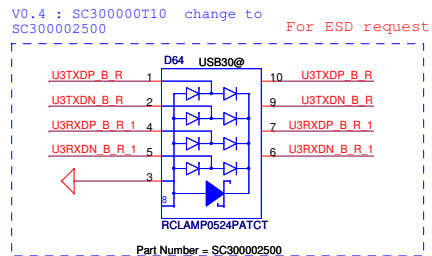 V0.4 : SC300000T10 change to
SC300002500
For ESD request
D64 USB30@
U3TXDP_B_R 1 10 U3TXDP_B_R
U3TXDN_B_R 2 9 U3TXDN_B_R
U3RXDP_B_R_1 4 7 U3RXDP_B_R_1
U3RXDN_B_R_1 5 6 U3RXDN_B_R_1
3
8
RCLAMP0524PATCT
Part Number = SC300002500